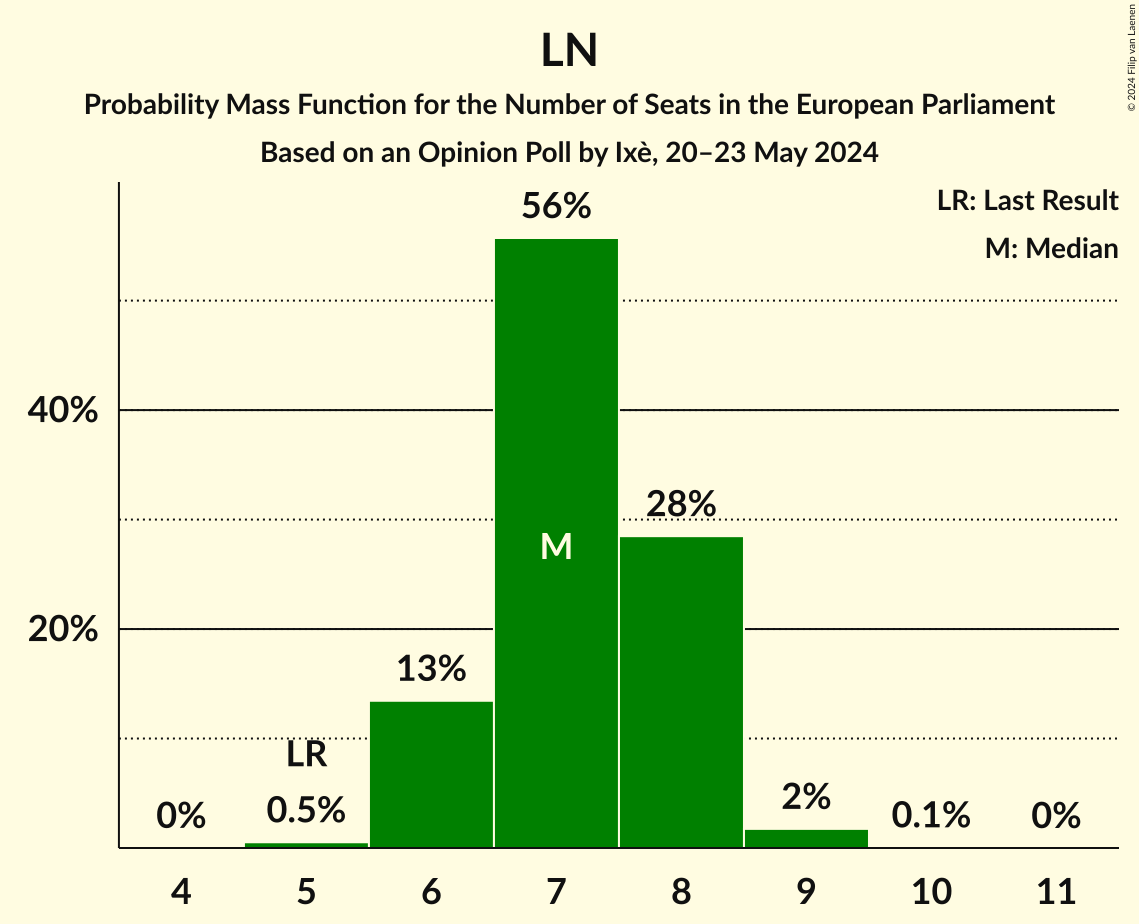 LN
Probability Mass Function for the Number of Seats in the European Parliament
Based on an Opinion Poll by Ixè, 20–23 May 2024
© 2024 Filip van Laenen
LR: Last Result
M: Median
56%
40%
28%
M
20%
13%
LR
0% 0.5% 2% 0.1% 0%
4 5 6 7 8 9 10 11